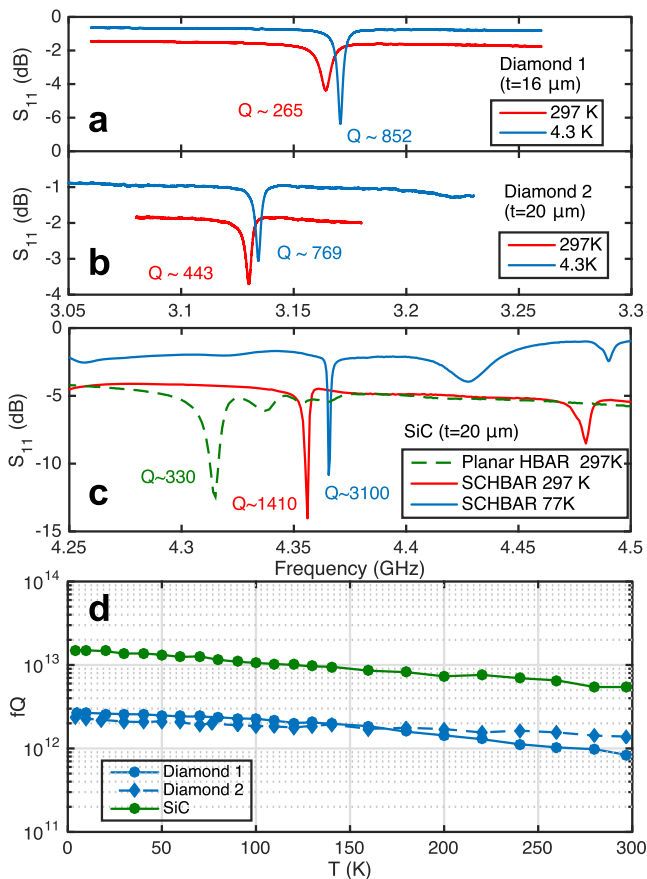 0
-2
-4
-6
0
S11 (dB)
a
Q ~ 265
Q ~ 852
Diamond 1
(t=16 μm)
297 K
4.3 K
-1
-2
-3
-4
S11 (dB)
b
Q ~ 443
Q ~ 769
Diamond 2
(t=20 μm)
297K
4.3K
3.05 3.1 3.15 3.2 3.25 3.3
0
-5
-10
-15
S11 (dB)
c
Q~330
Q~1410
Q~3100
SiC (t=20 μm)
Planar HBAR 297K
SCHBAR 297 K
SCHBAR 77K
4.25 4.3 4.35 4.4 4.45 4.5
Frequency (GHz)
10^14
10^13
10^12
10^11
fQ
d
Diamond 1
Diamond 2
SiC
0 50 100 150 200 250 300
T (K)